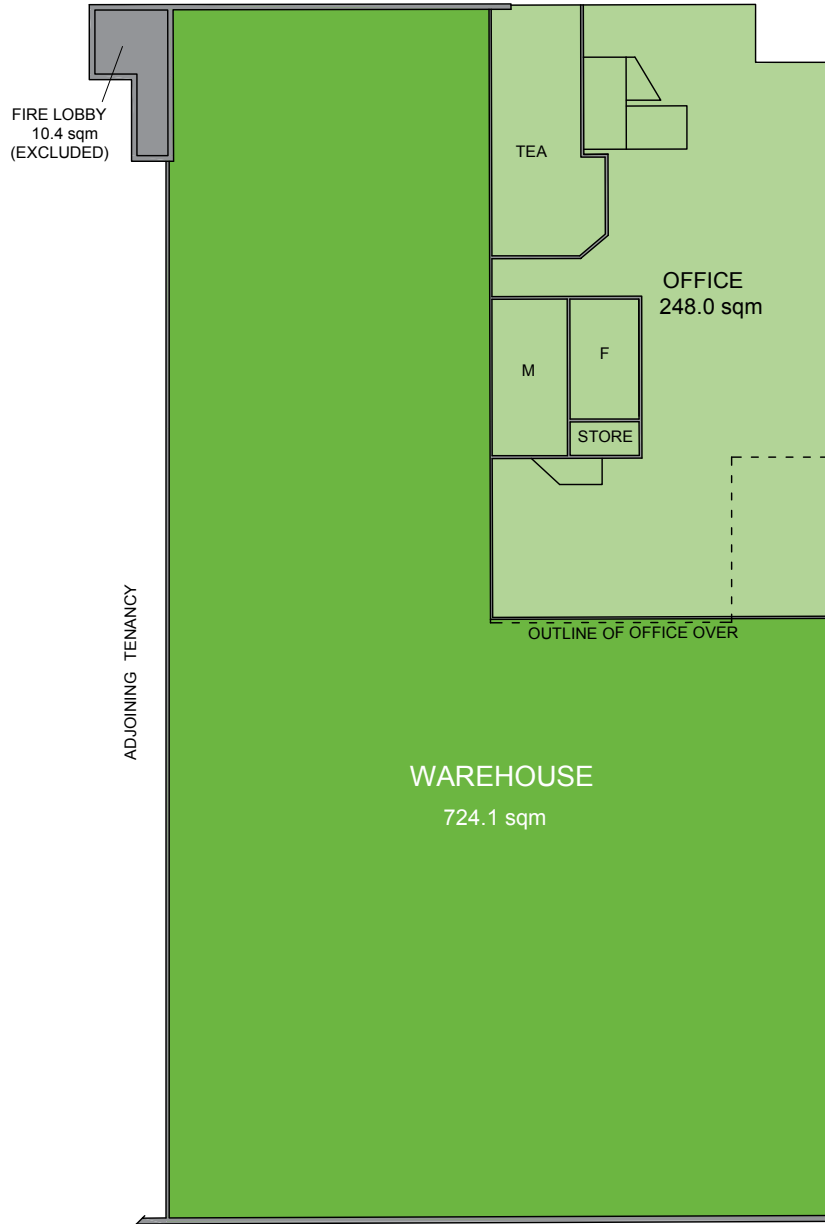 FIRE LOBBY
10.4 sqm
(EXCLUDED)
TEA
OFFICE
248.0 sqm
M
F
STORE
OUTLINE OF OFFICE OVER
ADJOINING TENANCY
WAREHOUSE
724.1 sqm